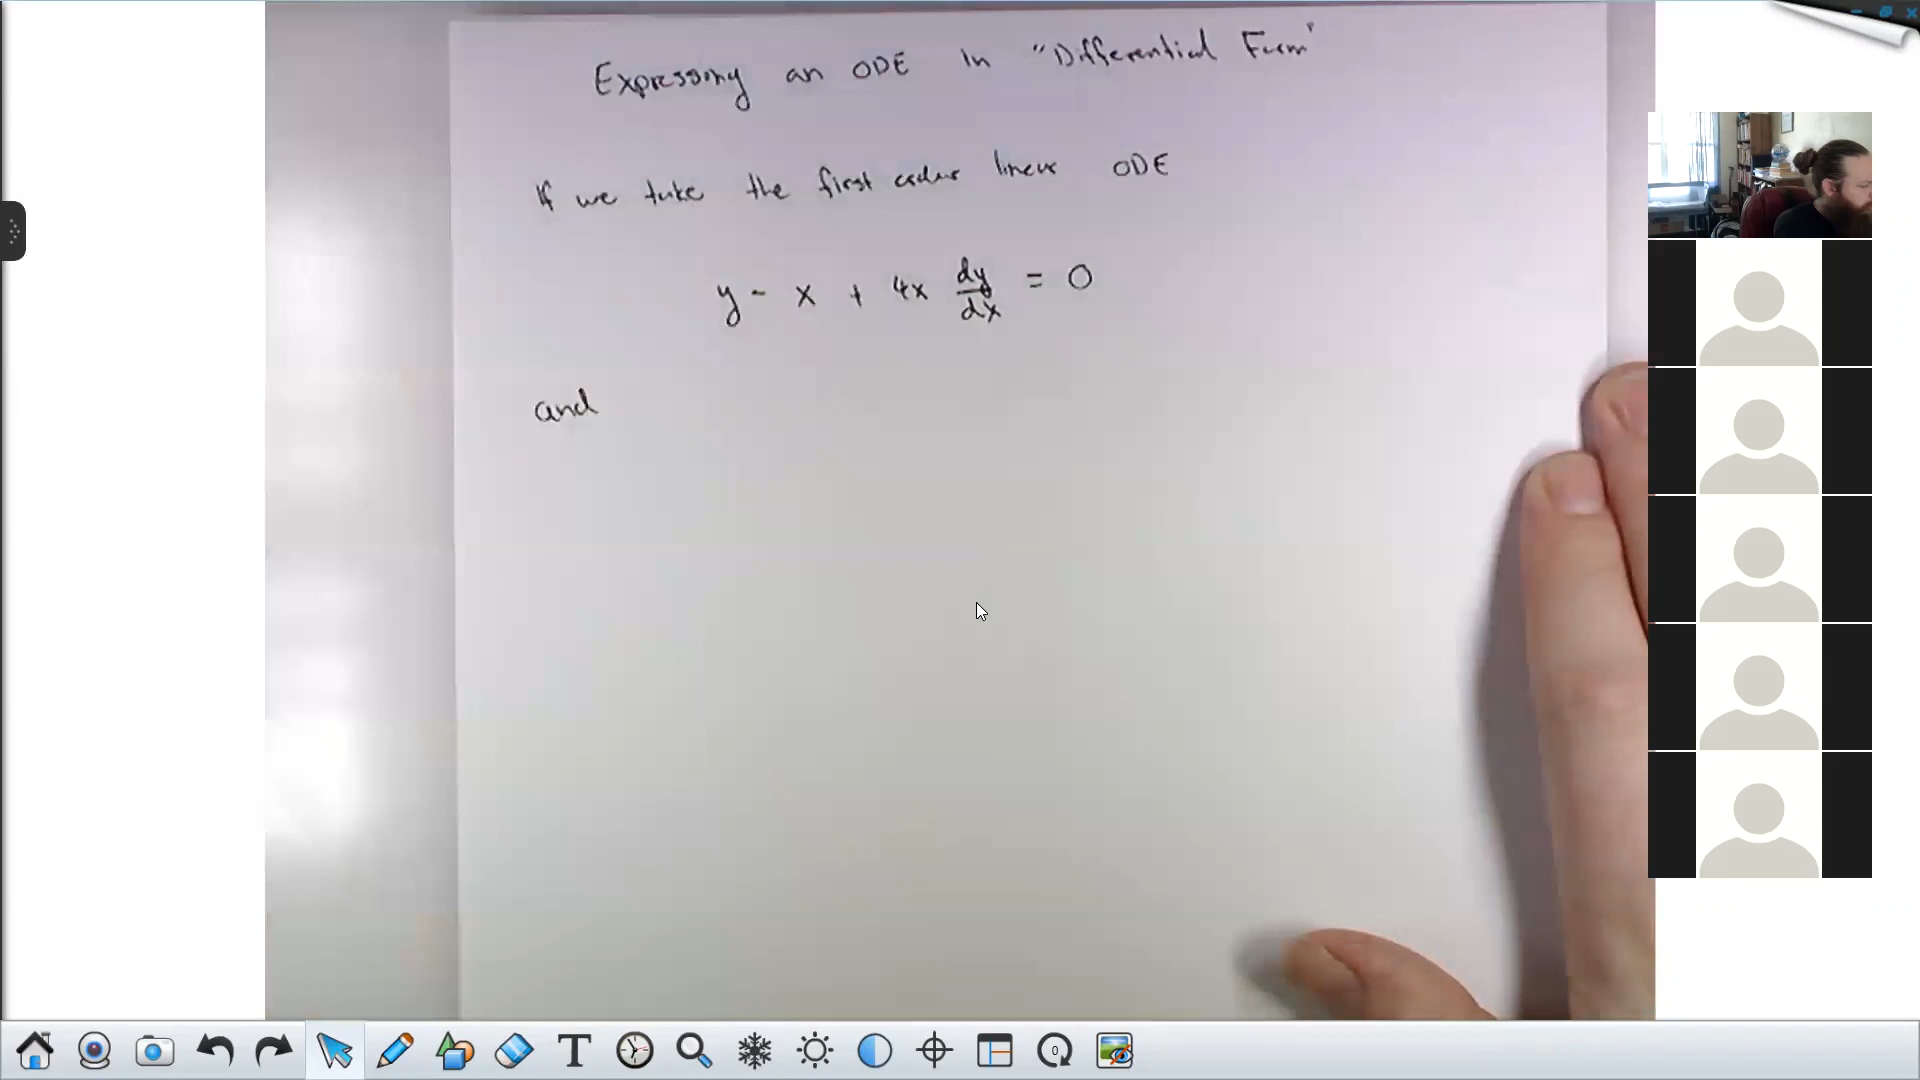 Expressing an ODE in "Differential Form"
If we take the first order linear ODE
y - x + 4x dy/dx = 0
and
T
0